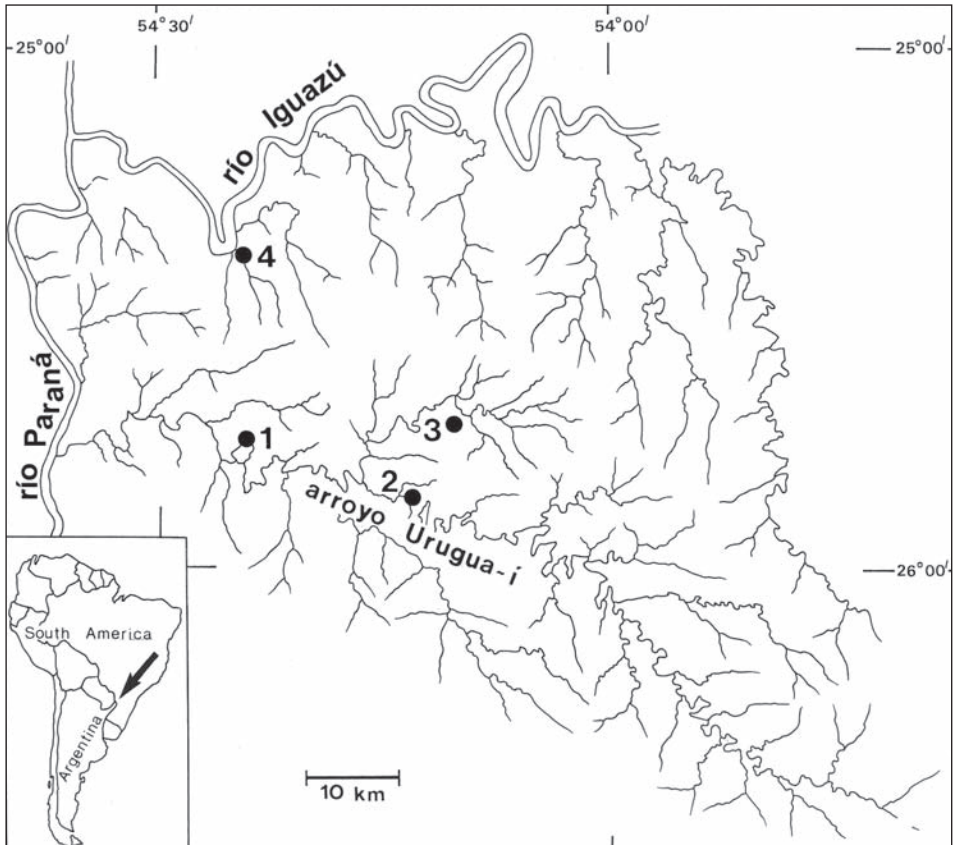 54°30′
54°00′
25°00′
25°00′
río Iguazú
4
río Paraná
1
3
2
arroyo Urugua-í
26°00′
South America
Argentina
10 km